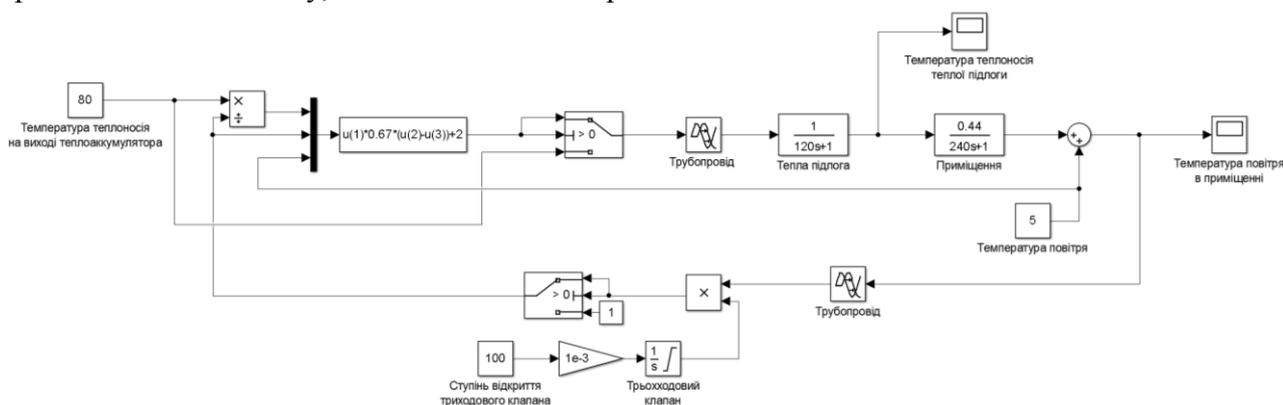 80
Температура теплоносія
на виході теплоаккумулятора
×
÷
u(1)*0.67*(u(2)-u(3))+2
> 0
Трубопровід
1
120s+1
Тепла підлога
Температура теплоносія
теплої підлоги
0.44
240s+1
Приміщення
+
+
Температура повітря
в приміщенні
5
Температура повітря
> 0
1
×
Трубопровід
100
Ступінь відкриття
триходового клапана
1e-3
1
s
Трьохходовий
клапан